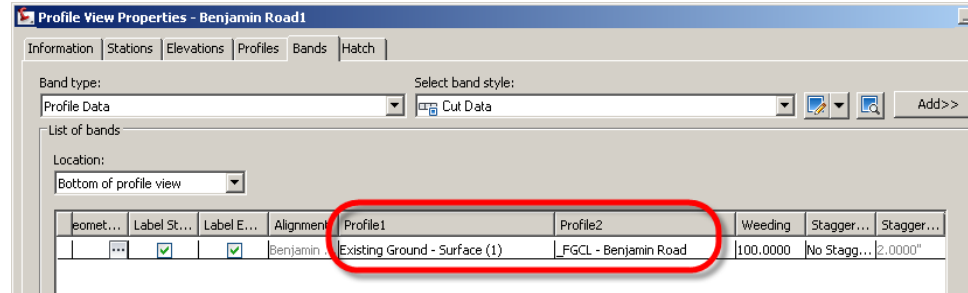 Profile View Properties - Benjamin Road1
Information Stations Elevations Profiles Bands Hatch
Band type: Select band style:
Profile Data Cut Data Add>>
List of bands
Location:
Bottom of profile view
eomet... Label St... Label E... Alignment Profile1 Profile2 Weeding Stagger... Stagger...
... Benjamin ... Existing Ground - Surface (1) _FGCL - Benjamin Road 100.0000 No Stagg... 2.0000"